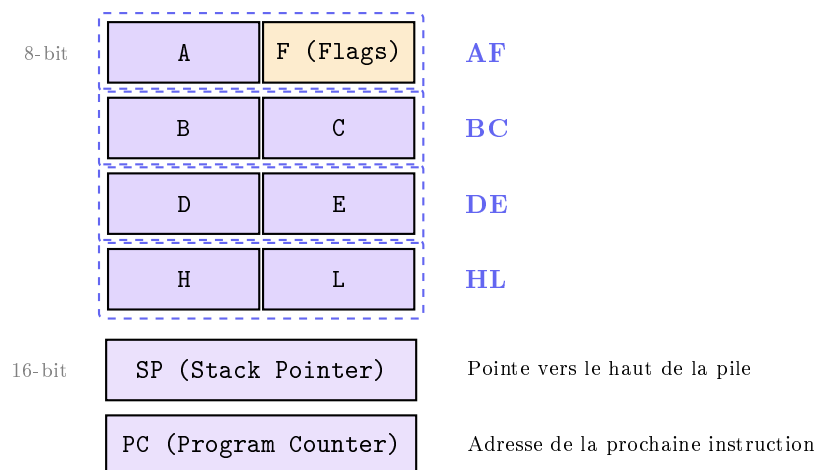 8-bit A F (Flags) AF
B C BC
D E DE
H L HL
16-bit SP (Stack Pointer) Pointe vers le haut de la pile
PC (Program Counter) Adresse de la prochaine instruction